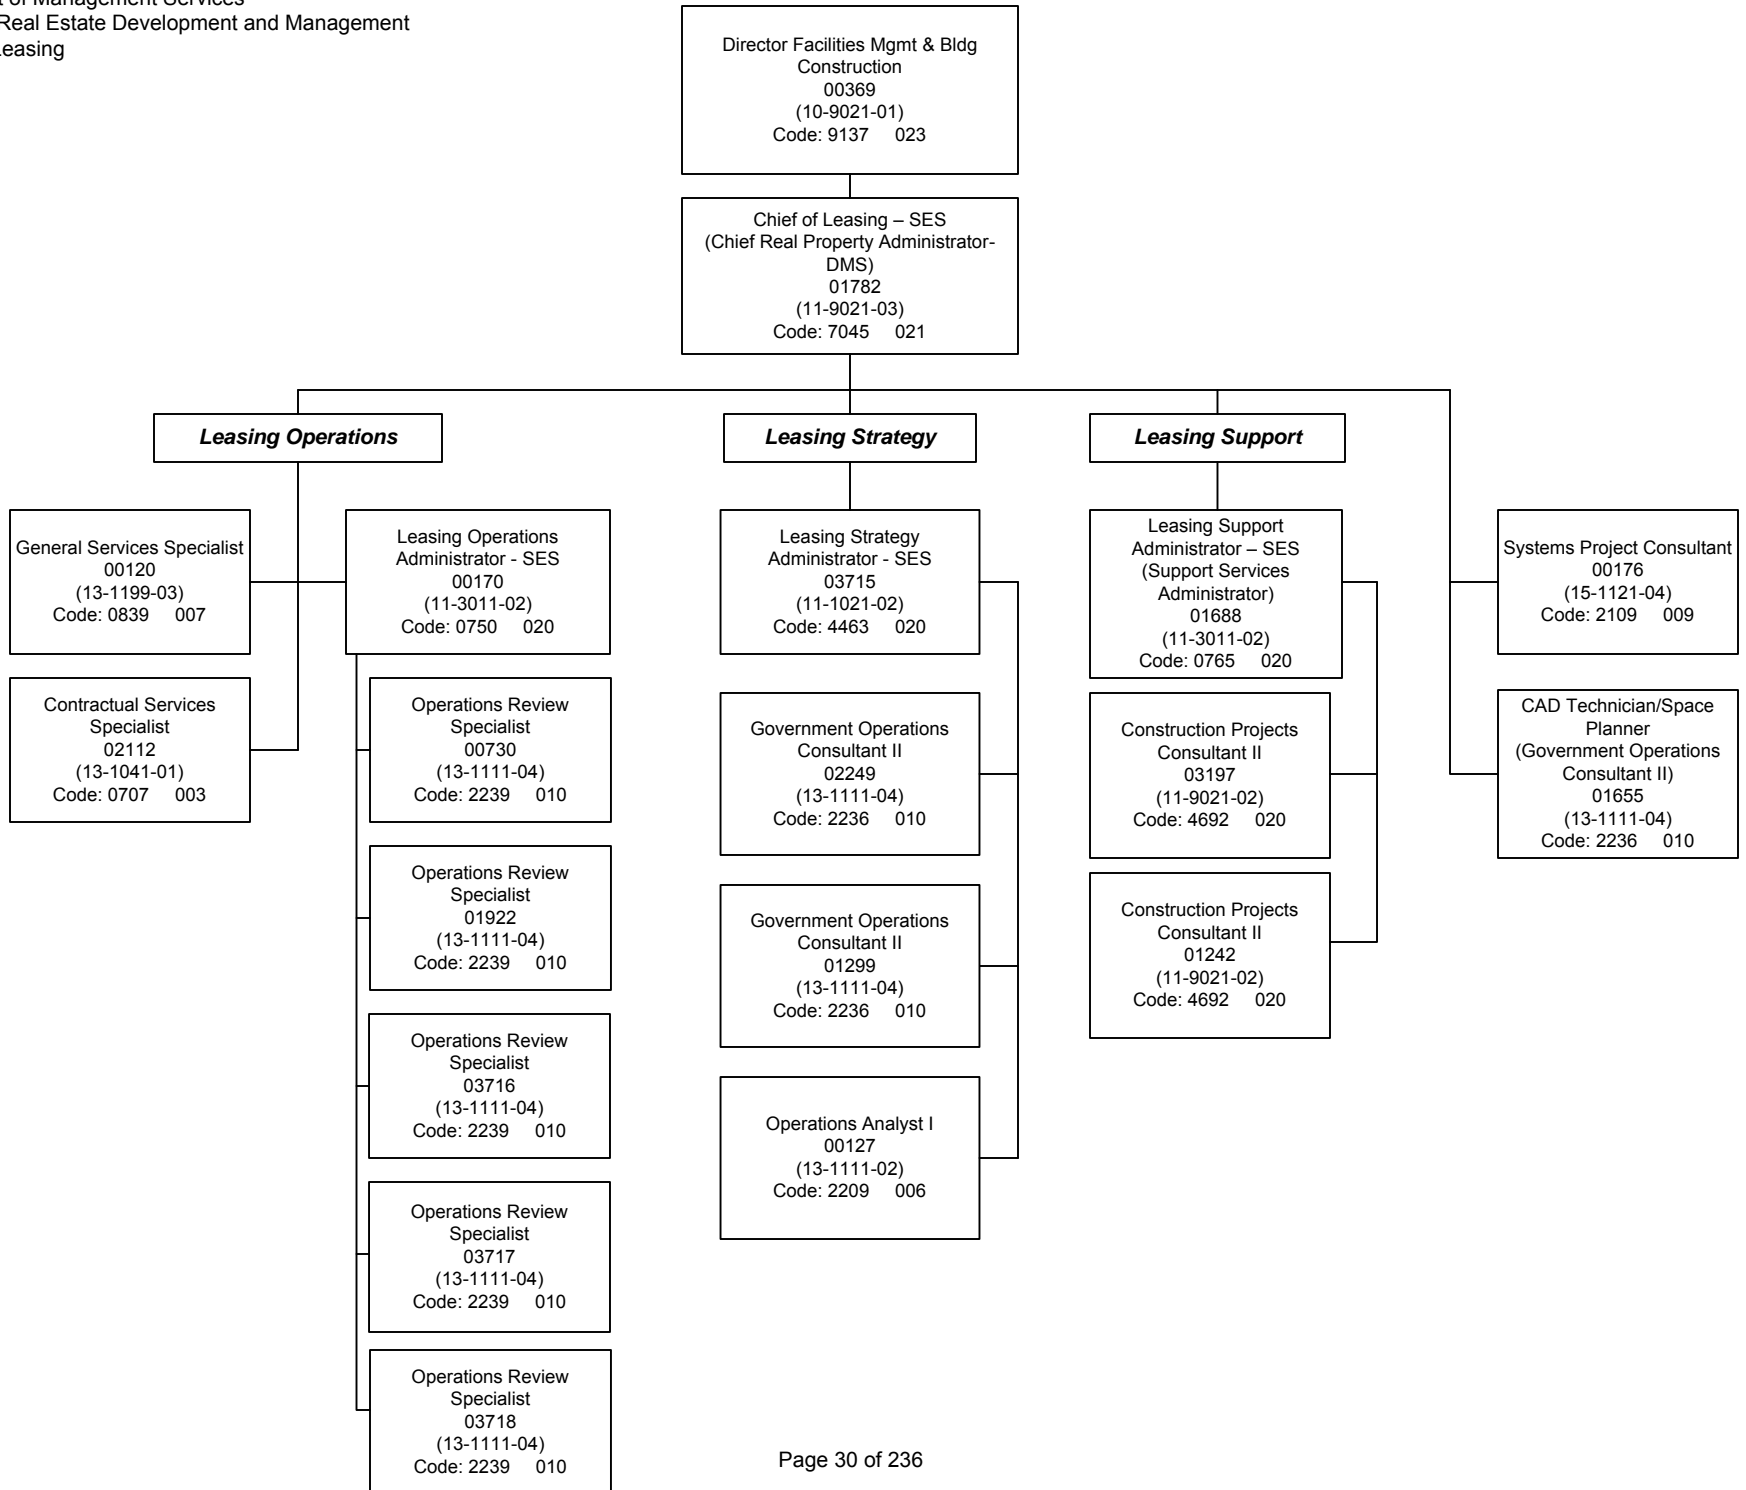 of Management Services
Real Estate Development and Management
Leasing
Director Facilities Mgmt & Bldg
Construction
00369
(10-9021-01)
Code: 9137 023
Chief of Leasing – SES
(Chief Real Property Administrator-
DMS)
01782
(11-9021-03)
Code: 7045 021
Leasing Operations
Leasing Strategy
Leasing Support
General Services Specialist
00120
(13-1199-03)
Code: 0839 007
Contractual Services
Specialist
02112
(13-1041-01)
Code: 0707 003
Leasing Operations
Administrator - SES
00170
(11-3011-02)
Code: 0750 020
Operations Review
Specialist
00730
(13-1111-04)
Code: 2239 010
Operations Review
Specialist
01922
(13-1111-04)
Code: 2239 010
Operations Review
Specialist
03716
(13-1111-04)
Code: 2239 010
Operations Review
Specialist
03717
(13-1111-04)
Code: 2239 010
Operations Review
Specialist
03718
(13-1111-04)
Code: 2239 010
Leasing Strategy
Administrator - SES
03715
(11-1021-02)
Code: 4463 020
Government Operations
Consultant II
02249
(13-1111-04)
Code: 2236 010
Government Operations
Consultant II
01299
(13-1111-04)
Code: 2236 010
Operations Analyst I
00127
(13-1111-02)
Code: 2209 006
Leasing Support
Administrator – SES
(Support Services
Administrator)
01688
(11-3011-02)
Code: 0765 020
Construction Projects
Consultant II
03197
(11-9021-02)
Code: 4692 020
Construction Projects
Consultant II
01242
(11-9021-02)
Code: 4692 020
Systems Project Consultant
00176
(15-1121-04)
Code: 2109 009
CAD Technician/Space
Planner
(Government Operations
Consultant II)
01655
(13-1111-04)
Code: 2236 010
Page 30 of 236